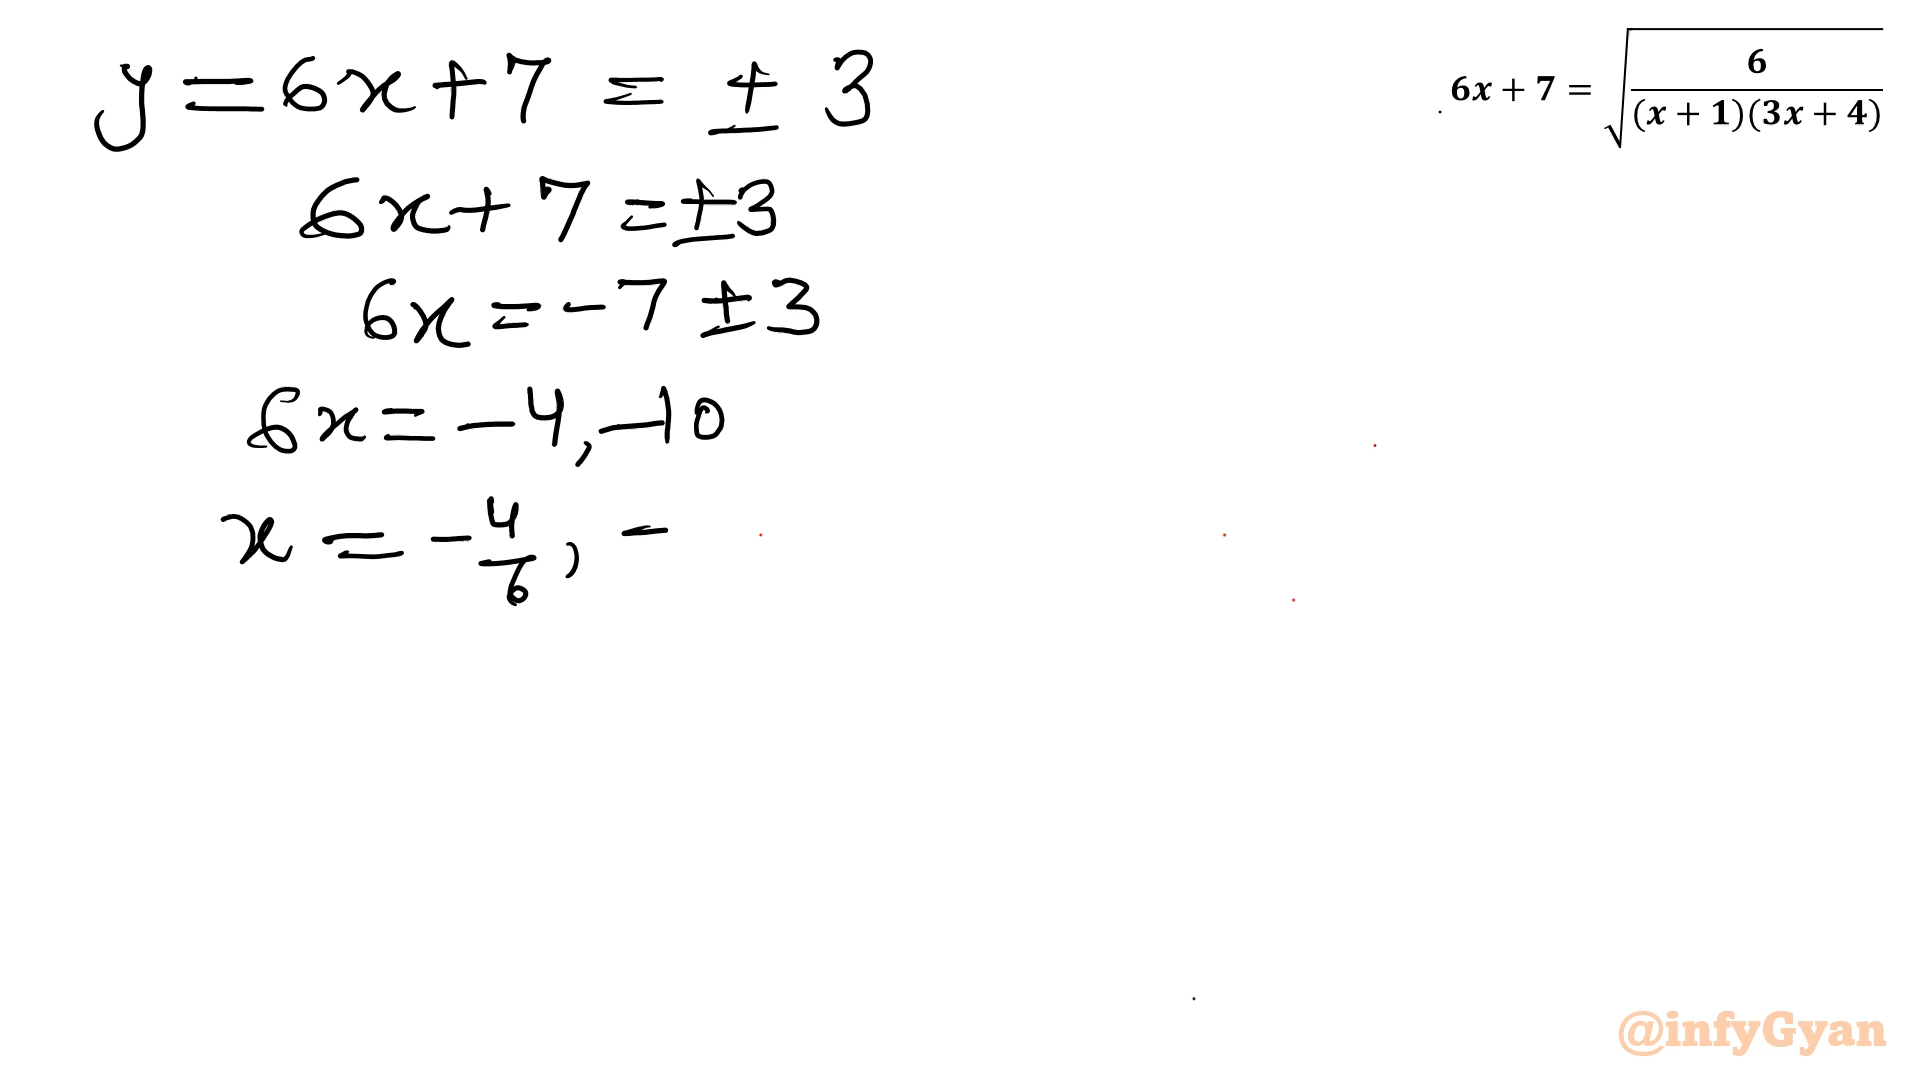 y = 6x + 7 = ± 3
6x + 7 = √(6/((x + 1)(3x + 4)))
6x + 7 = ±3
6x = -7 ± 3
6x = -4, -10
x = -4/6, -
@infyGyan